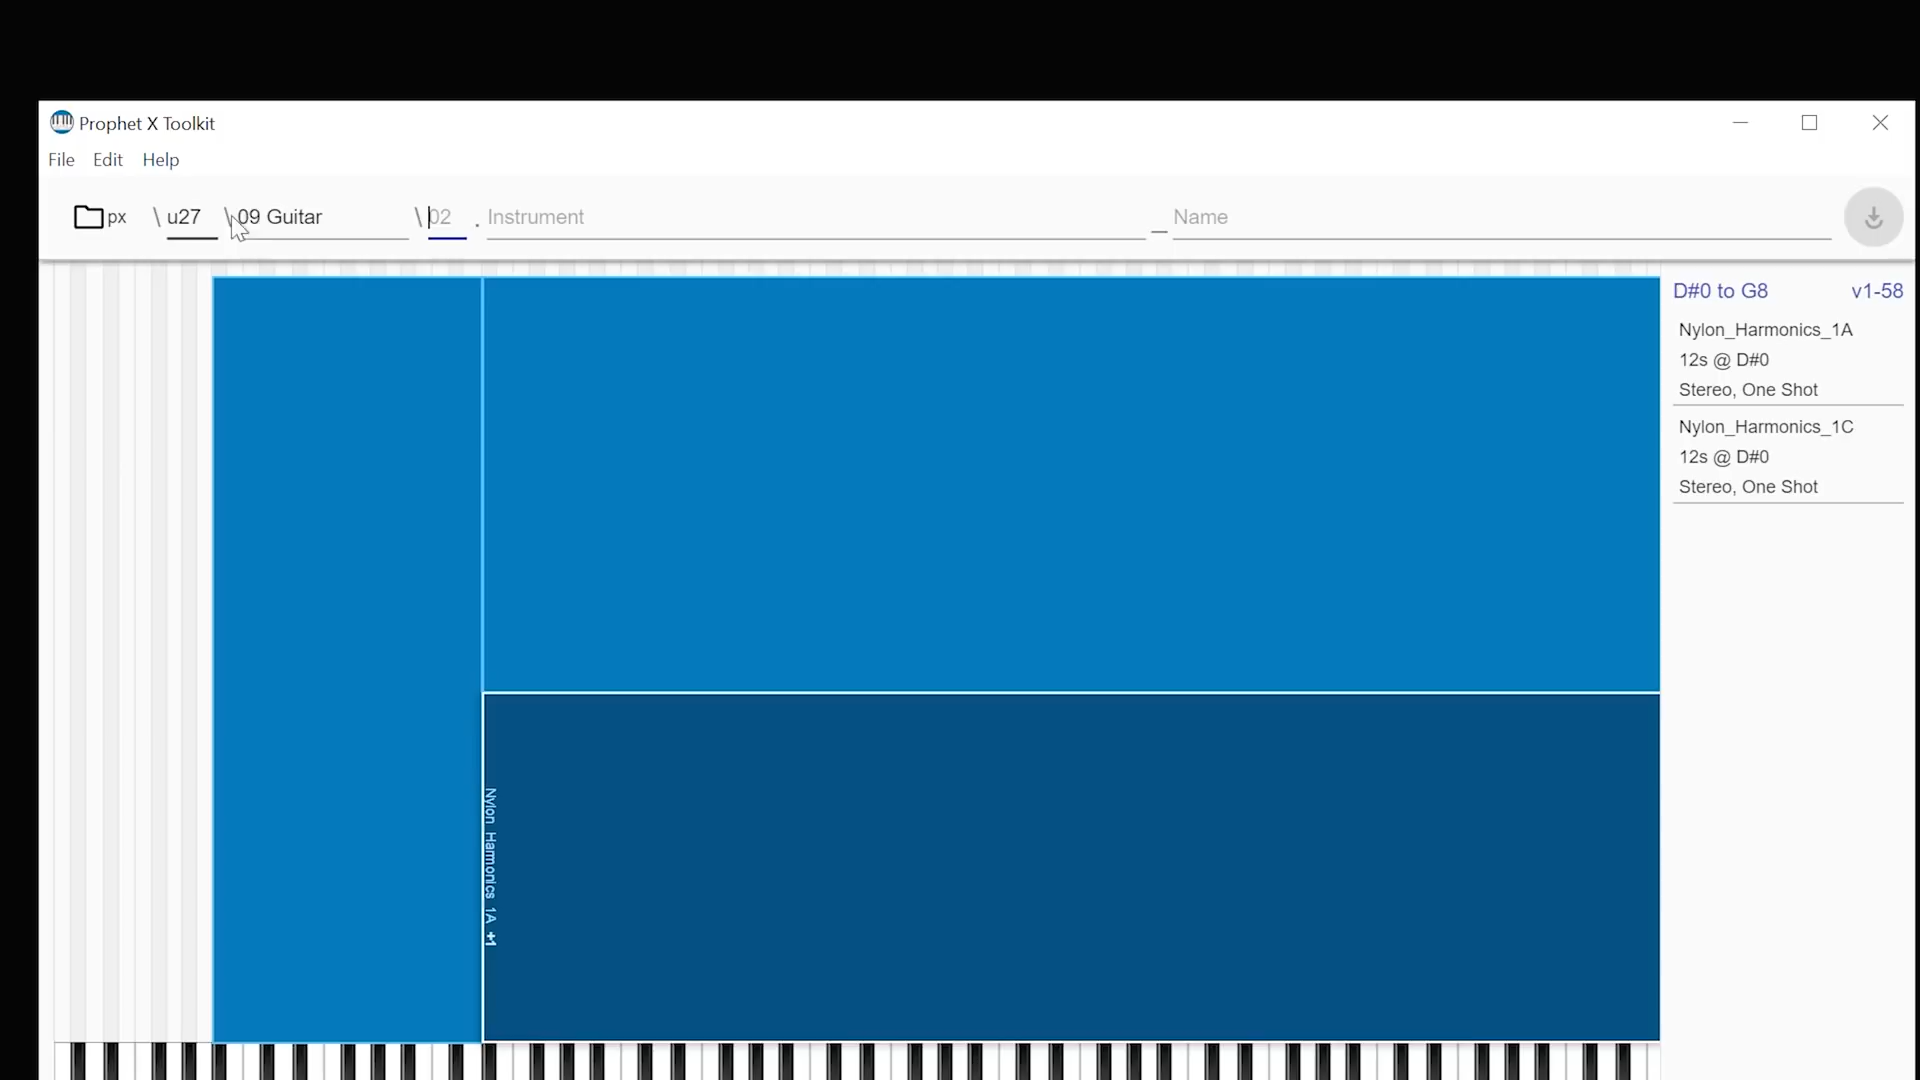 Prophet X Toolkit
File Edit Help
px \ u27 \ 09 Guitar \ 02 . Instrument _ Name
D#0 to G8 v1-58
Nylon_Harmonics_1A
12s @ D#0
Stereo, One Shot
Nylon_Harmonics_1C
12s @ D#0
Stereo, One Shot
Nylon_Harmonics_1A +1